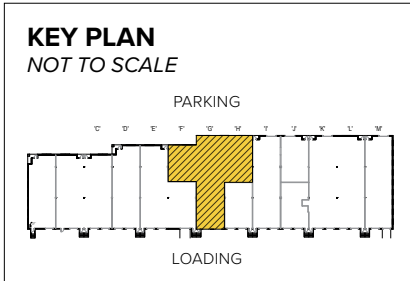 KEY PLAN
NOT TO SCALE
PARKING
'C' 'D' 'E' 'F' 'G' 'H' 'I' 'J' 'K' 'L' 'M'
LOADING